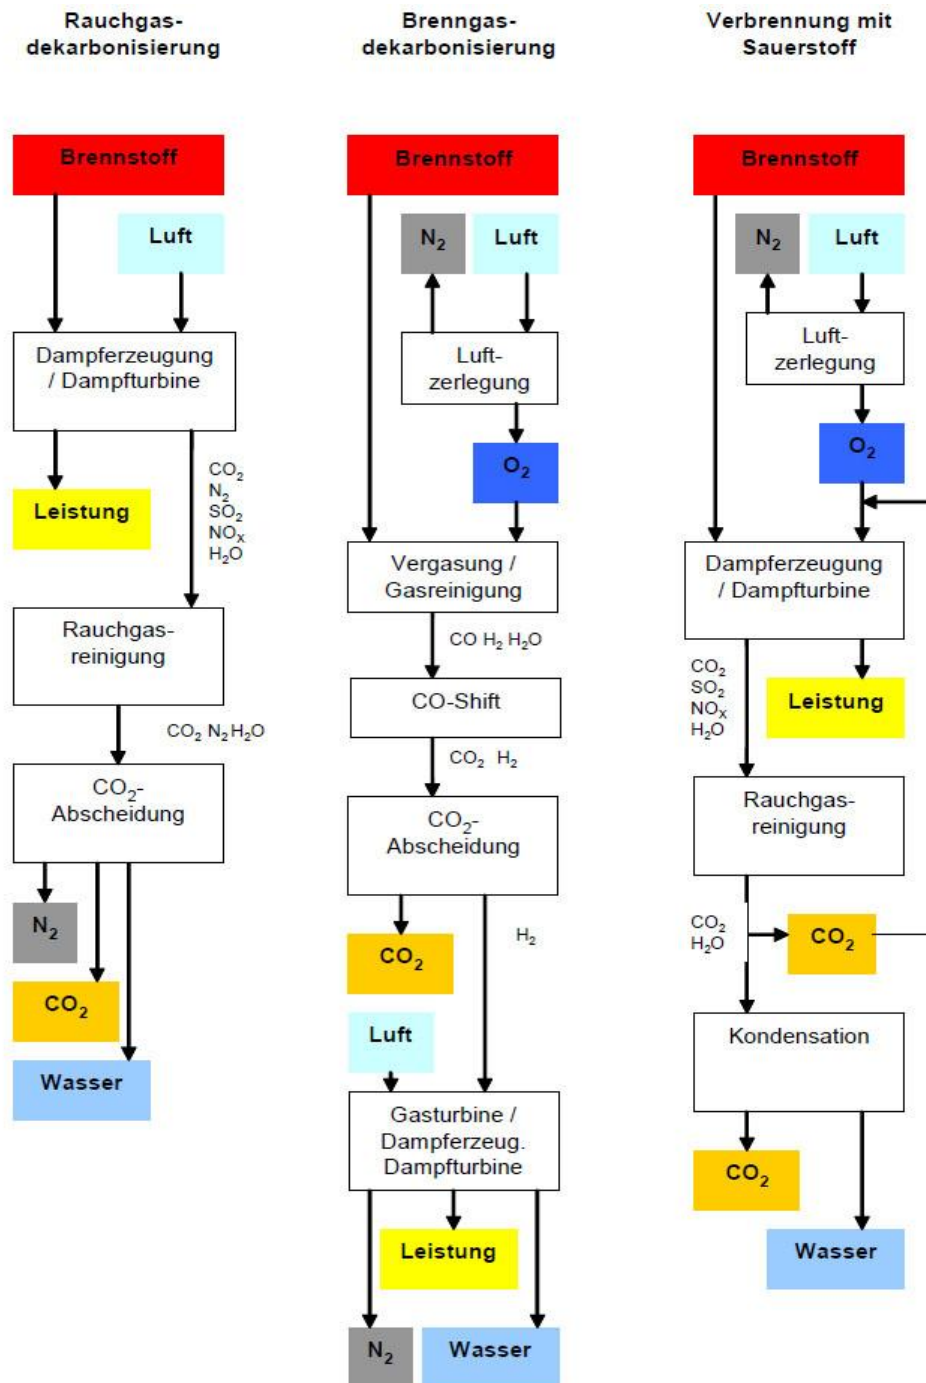 Rauchgas-
dekarbonisierung
Brennstoff
Luft
Dampferzeugung
/ Dampfturbine
Leistung
CO₂
N₂
SO₂
NOₓ
H₂O
Rauchgas-
reinigung
CO₂ N₂ H₂O
CO₂-
Abscheidung
N₂
CO₂
Wasser
Brenngas-
dekarbonisierung
Brennstoff
N₂
Luft
Luft-
zerlegung
O₂
Vergasung /
Gasreinigung
CO H₂ H₂O
CO-Shift
CO₂ H₂
CO₂-
Abscheidung
H₂
CO₂
Luft
Gasturbine /
Dampferzeug.
Dampfturbine
Leistung
N₂
Wasser
Verbrennung mit
Sauerstoff
Brennstoff
N₂
Luft
Luft-
zerlegung
O₂
Dampferzeugung
/ Dampfturbine
CO₂
SO₂
NOₓ
H₂O
Leistung
Rauchgas-
reinigung
CO₂
H₂O
CO₂
Kondensation
CO₂
Wasser